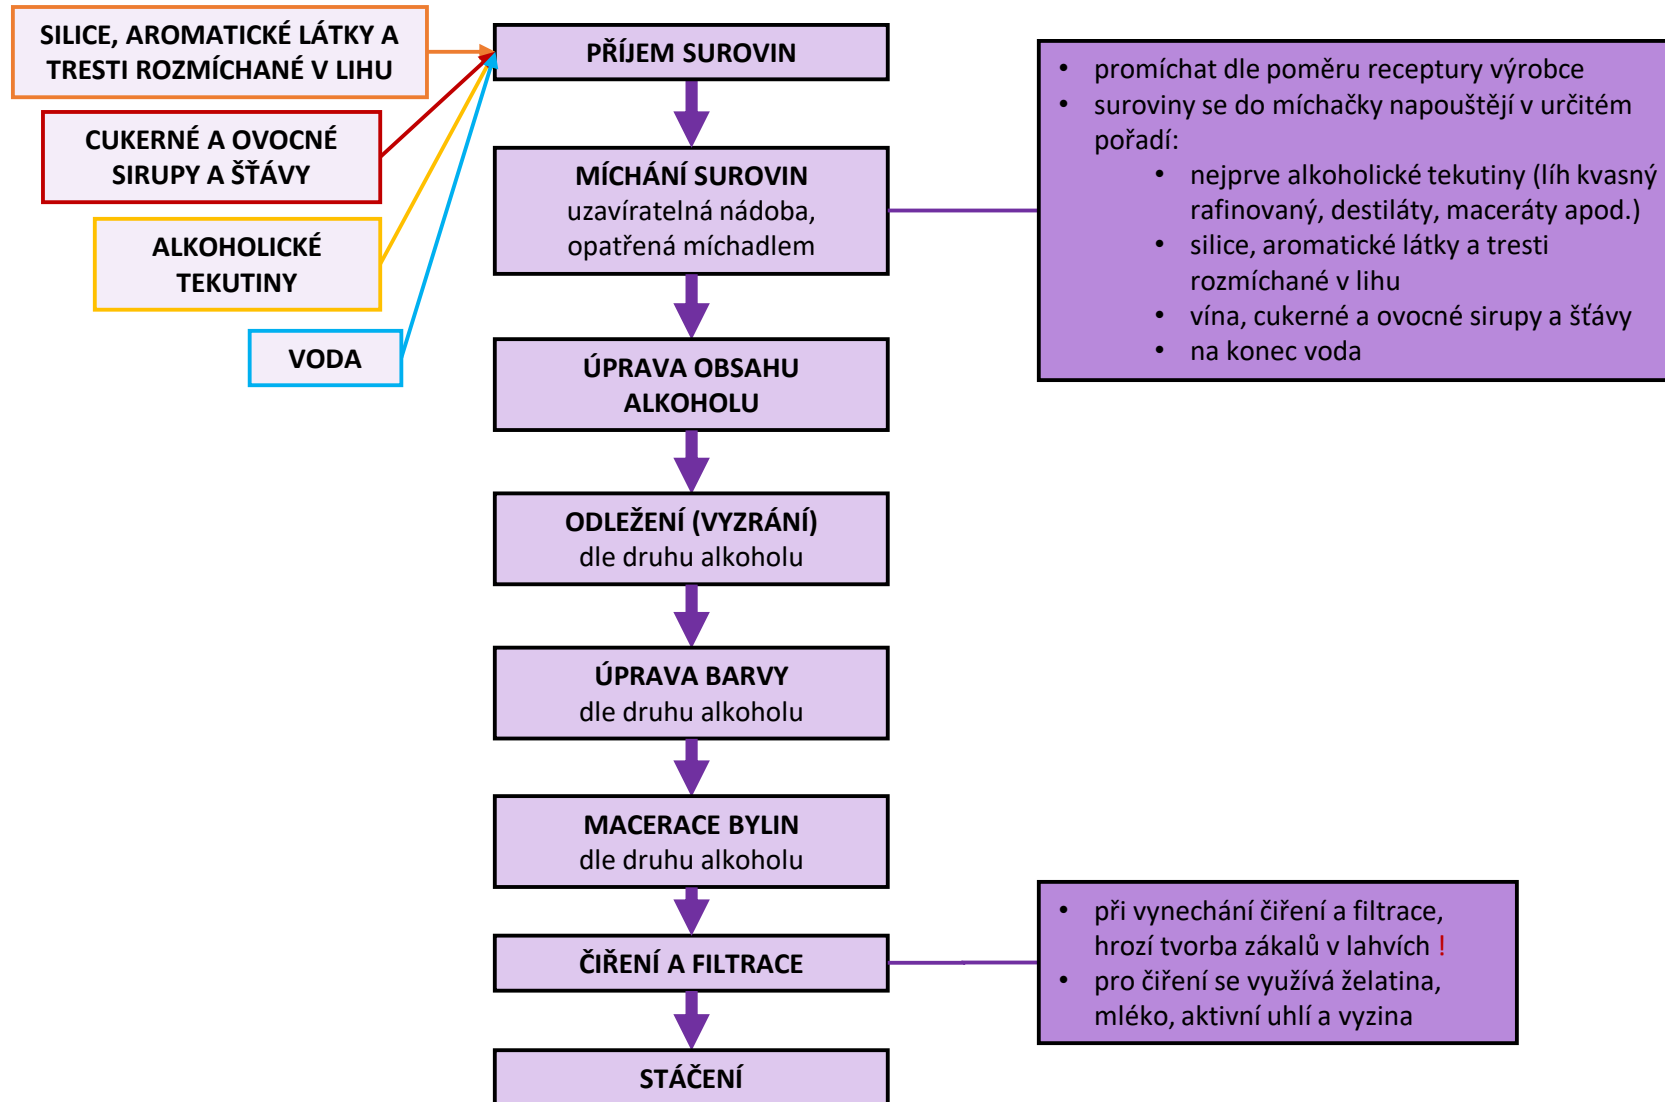 SILICE, AROMATICKÉ LÁTKY A
TRESTI ROZMÍCHANÉ V LIHU
CUKERNÉ A OVOCNÉ
SIRUPY A ŠŤÁVY
ALKOHOLICKÉ
TEKUTINY
VODA
PŘÍJEM SUROVIN
MÍCHÁNÍ SUROVIN
uzavíratelná nádoba,
opatřená míchadlem
• promíchat dle poměru receptury výrobce
• suroviny se do míchačky napouštějí v určitém
pořadí:
• nejprve alkoholické tekutiny (líh kvasný
rafinovaný, destiláty, maceráty apod.)
• silice, aromatické látky a tresti
rozmíchané v lihu
• vína, cukerné a ovocné sirupy a šťávy
• na konec voda
ÚPRAVA OBSAHU
ALKOHOLU
ODLEŽENÍ (VYZRÁNÍ)
dle druhu alkoholu
ÚPRAVA BARVY
dle druhu alkoholu
MACERACE BYLIN
dle druhu alkoholu
ČIŘENÍ A FILTRACE
• při vynechání čiření a filtrace,
hrozí tvorba zákalů v lahvích !
• pro čiření se využívá želatina,
mléko, aktivní uhlí a vyzina
STÁČENÍ